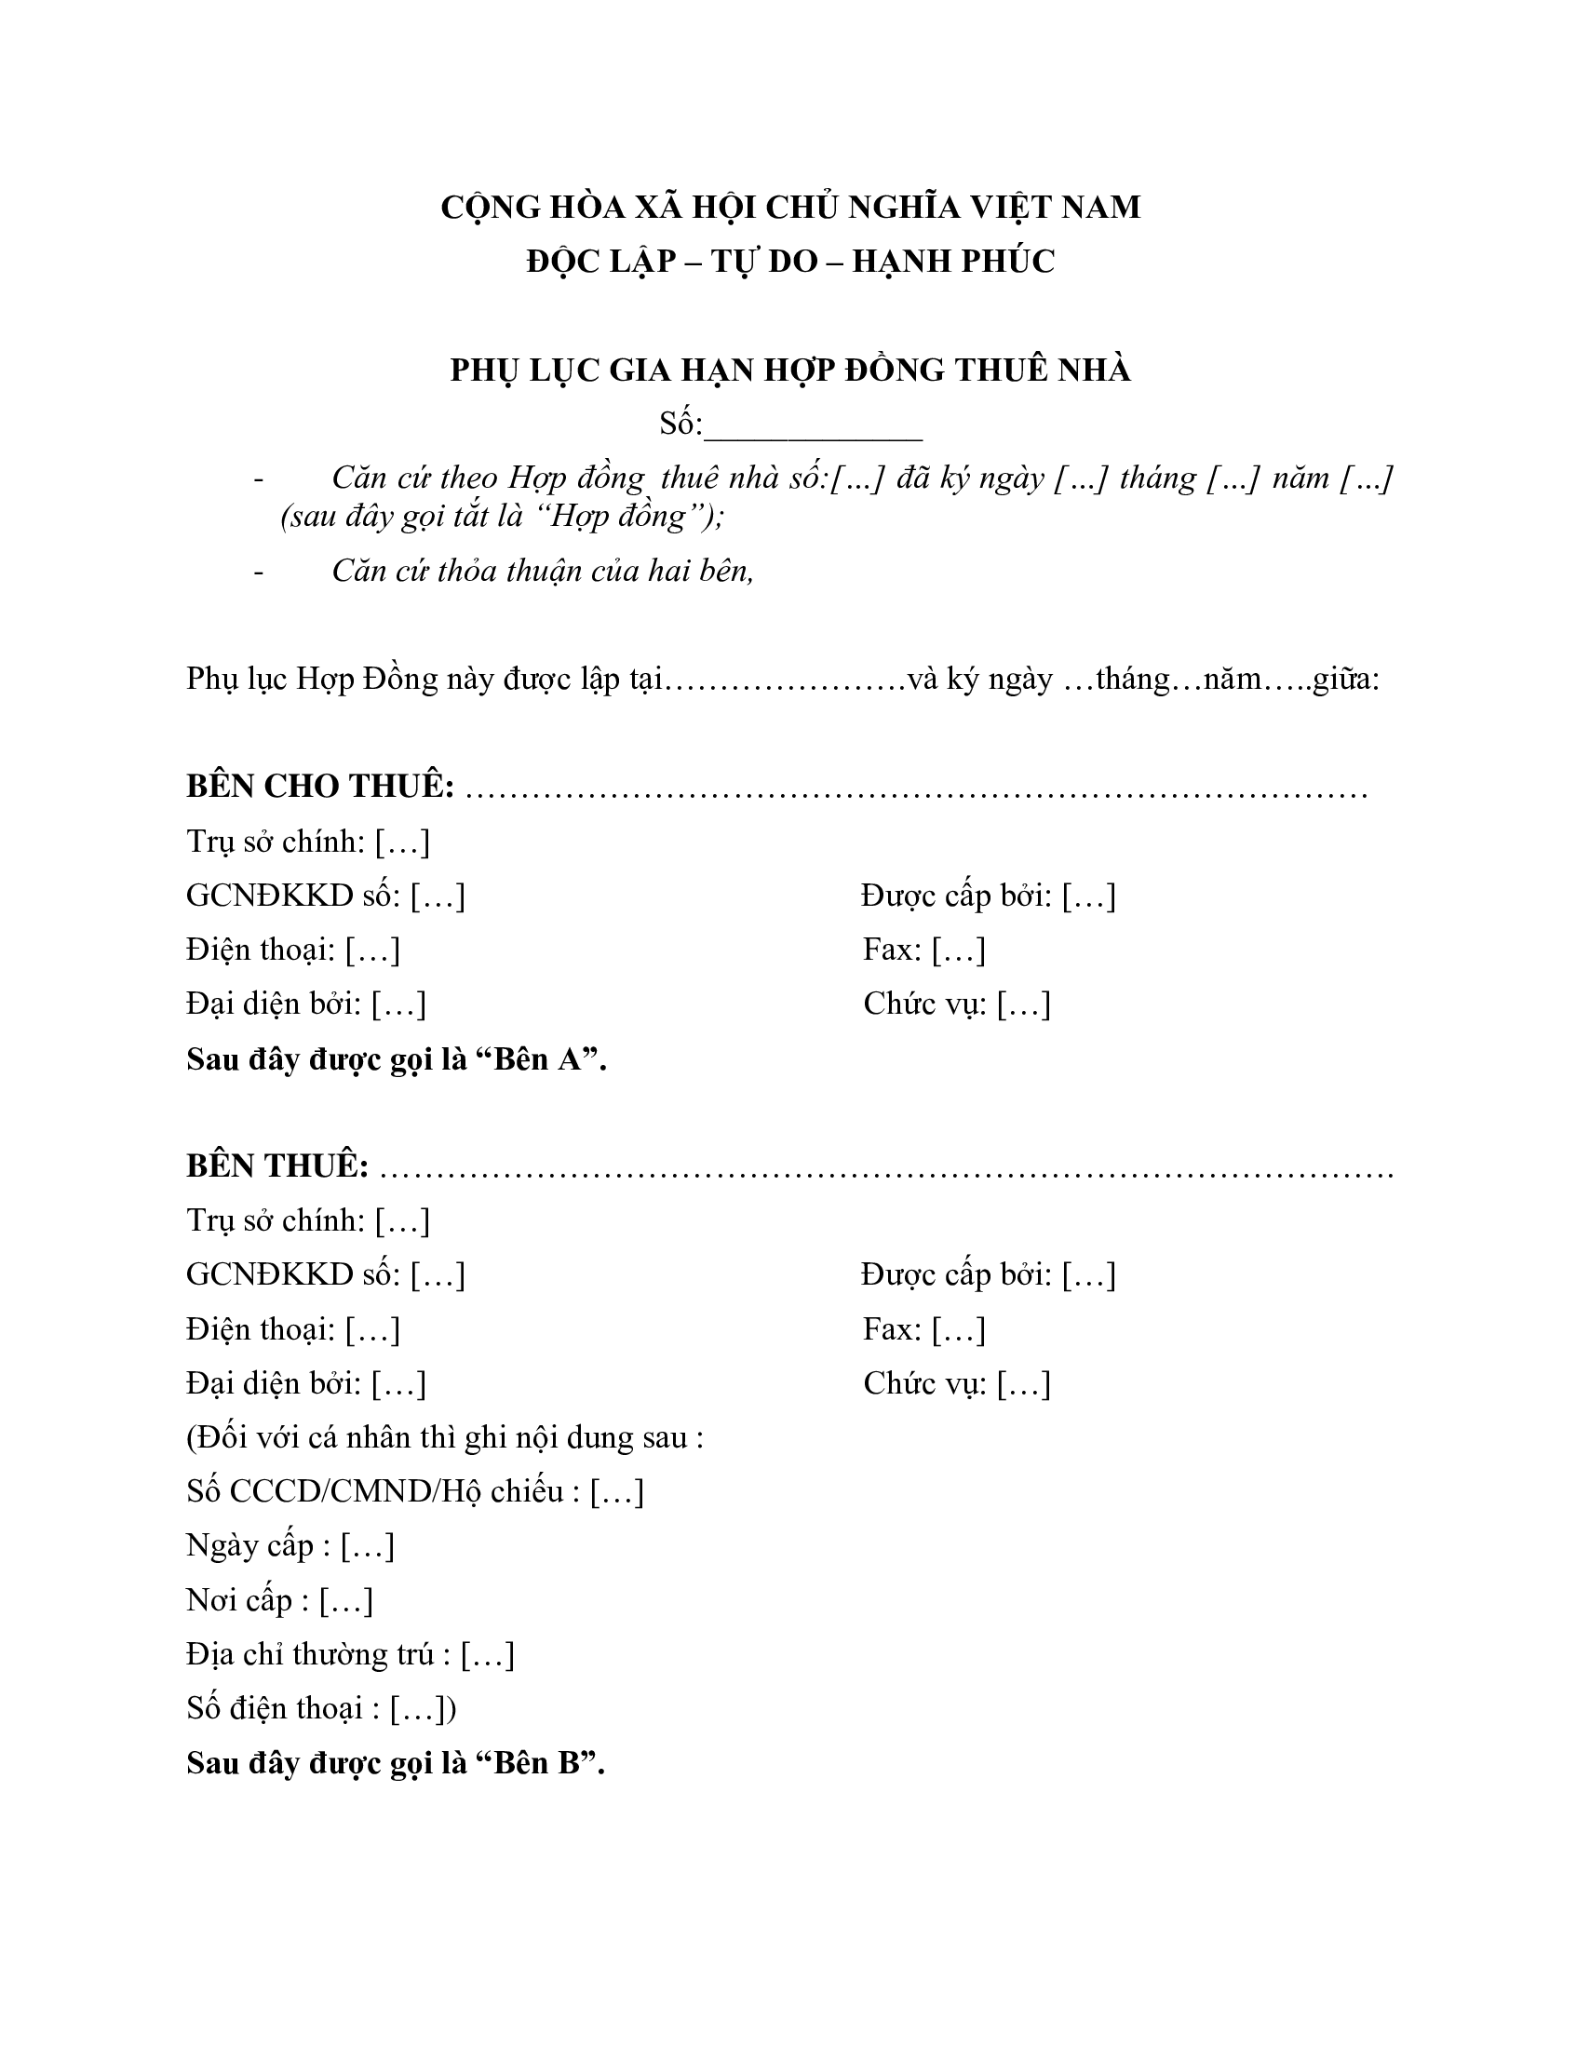 CỘNG HÒA XÃ HỘI CHỦ NGHĨA VIỆT NAM
ĐỘC LẬP – TỰ DO – HẠNH PHÚC
PHỤ LỤC GIA HẠN HỢP ĐỒNG THUÊ NHÀ
Số:_____________
- Căn cứ theo Hợp đồng thuê nhà số:[…] đã ký ngày […] tháng […] năm […]
(sau đây gọi tắt là “Hợp đồng”);
- Căn cứ thỏa thuận của hai bên,
Phụ lục Hợp Đồng này được lập tại………………….và ký ngày …tháng…năm…..giữa:
BÊN CHO THUÊ: ………………………………………………………………………
Trụ sở chính: […]
GCNĐKKD số: […] Được cấp bởi: […]
Điện thoại: […] Fax: […]
Đại diện bởi: […] Chức vụ: […]
Sau đây được gọi là “Bên A”.
BÊN THUÊ: ……………………………………………………………………………….
Trụ sở chính: […]
GCNĐKKD số: […] Được cấp bởi: […]
Điện thoại: […] Fax: […]
Đại diện bởi: […] Chức vụ: […]
(Đối với cá nhân thì ghi nội dung sau :
Số CCCD/CMND/Hộ chiếu : […]
Ngày cấp : […]
Nơi cấp : […]
Địa chỉ thường trú : […]
Số điện thoại : […])
Sau đây được gọi là “Bên B”.